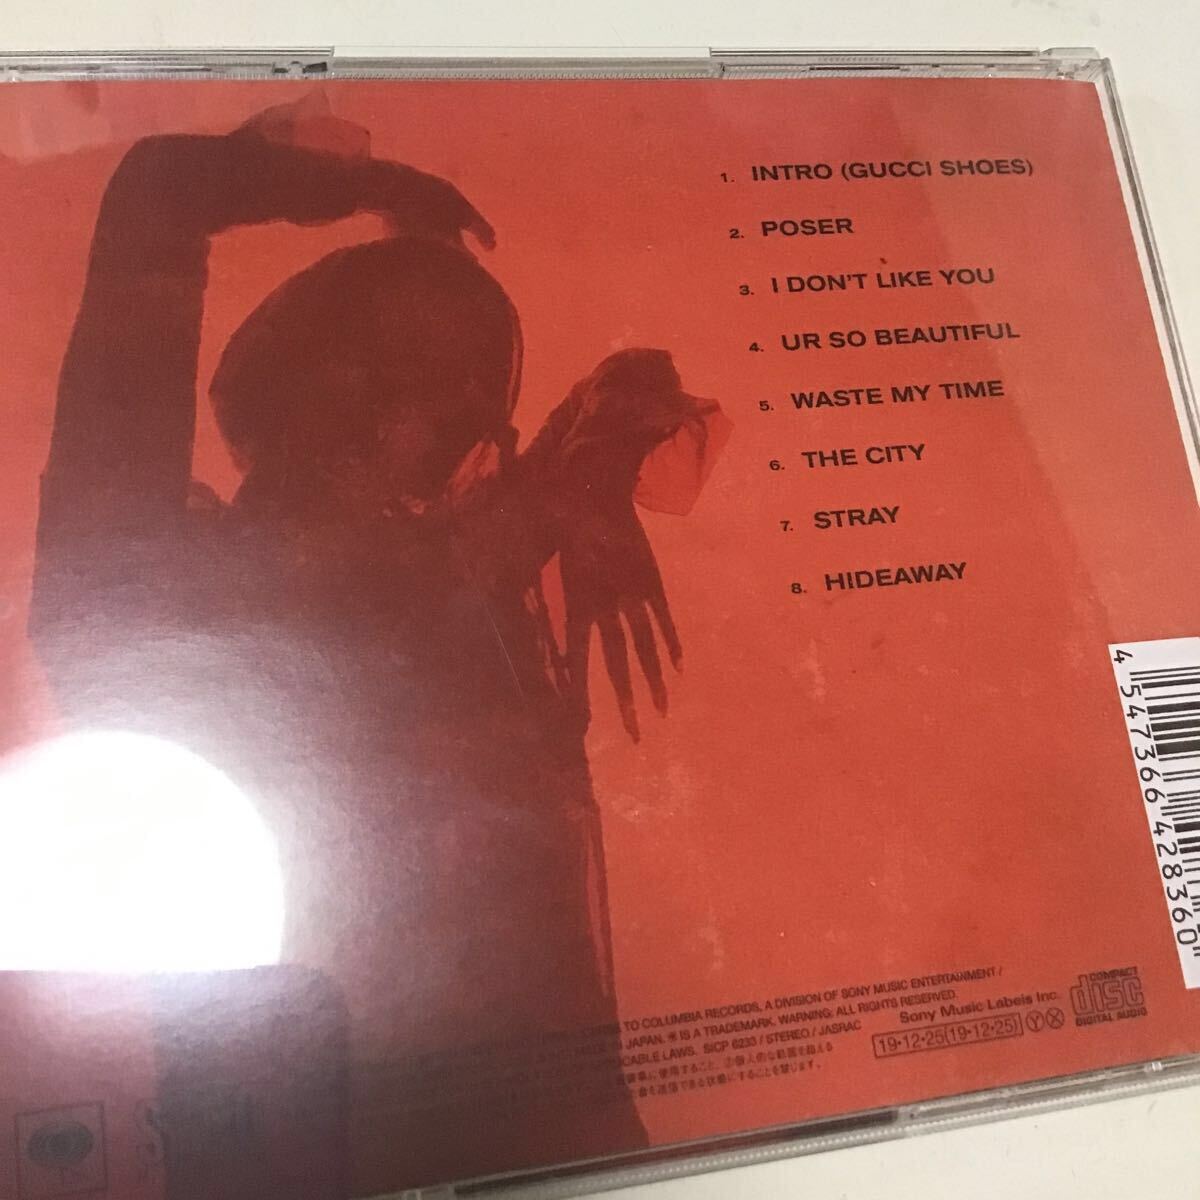 1. INTRO (GUCCI SHOES)
2. POSER
3. I DON'T LIKE YOU
4. UR SO BEAUTIFUL
5. WASTE MY TIME
6. THE CITY
7. STRAY
8. HIDEAWAY
4 547366 428360
TO COLUMBIA RECORDS, A DIVISION OF SONY MUSIC ENTERTAINMENT /
JAPAN. ® IS A TRADEMARK. WARNING: ALL RIGHTS RESERVED.
LAWS. SICP 6233 / STEREO / JASRAC
Sony Music Labels Inc.
19・12・25(19・12・25) Y X
COMPACT
disc
DIGITAL AUDIO